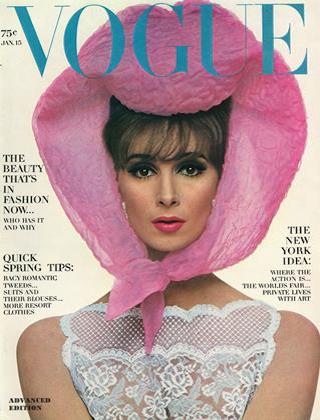 75¢
JAN. 15
VOGUE
THE
BEAUTY
THAT'S
IN
FASHION
NOW...
WHO HAS IT
AND WHY
QUICK
SPRING TIPS:
RACY ROMANTIC
TWEEDS...
SUITS AND
THEIR BLOUSES...
MORE RESORT
CLOTHES
THE
NEW
YORK
IDEA:
WHERE THE
ACTION IS...
THE WORLDS FAIR...
PRIVATE LIVES
WITH ART
ADVANCED
EDITION